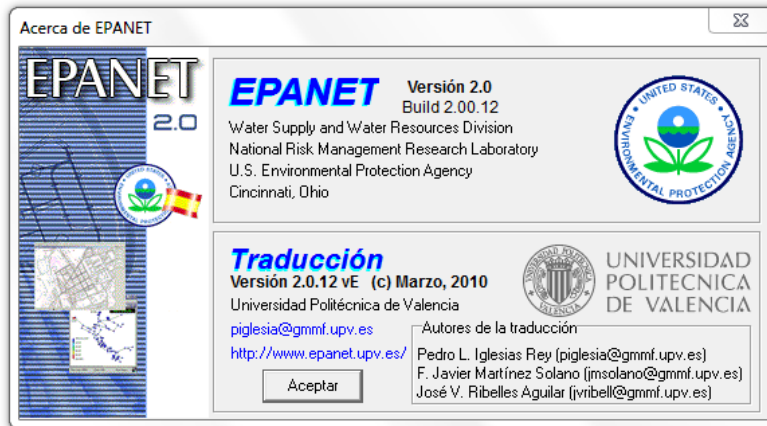 Acerca de EPANET
EPANET
2.0
EPANET
Versión 2.0
Build 2.00.12
Water Supply and Water Resources Division
National Risk Management Research Laboratory
U.S. Environmental Protection Agency
Cincinnati, Ohio
UNITED STATES
ENVIRONMENTAL PROTECTION AGENCY
Traducción
Versión 2.0.12 vE (c) Marzo, 2010
Universidad Politécnica de Valencia
piglesia@gmmf.upv.es
http://www.epanet.upv.es/
Aceptar
UNIVERSIDAD
POLITECNICA
DE VALENCIA
Autores de la traducción
Pedro L. Iglesias Rey (piglesia@gmmf.upv.es)
F. Javier Martínez Solano (jmsolano@gmmf.upv.es)
José V. Ribelles Aguilar (jvribell@gmmf.upv.es)